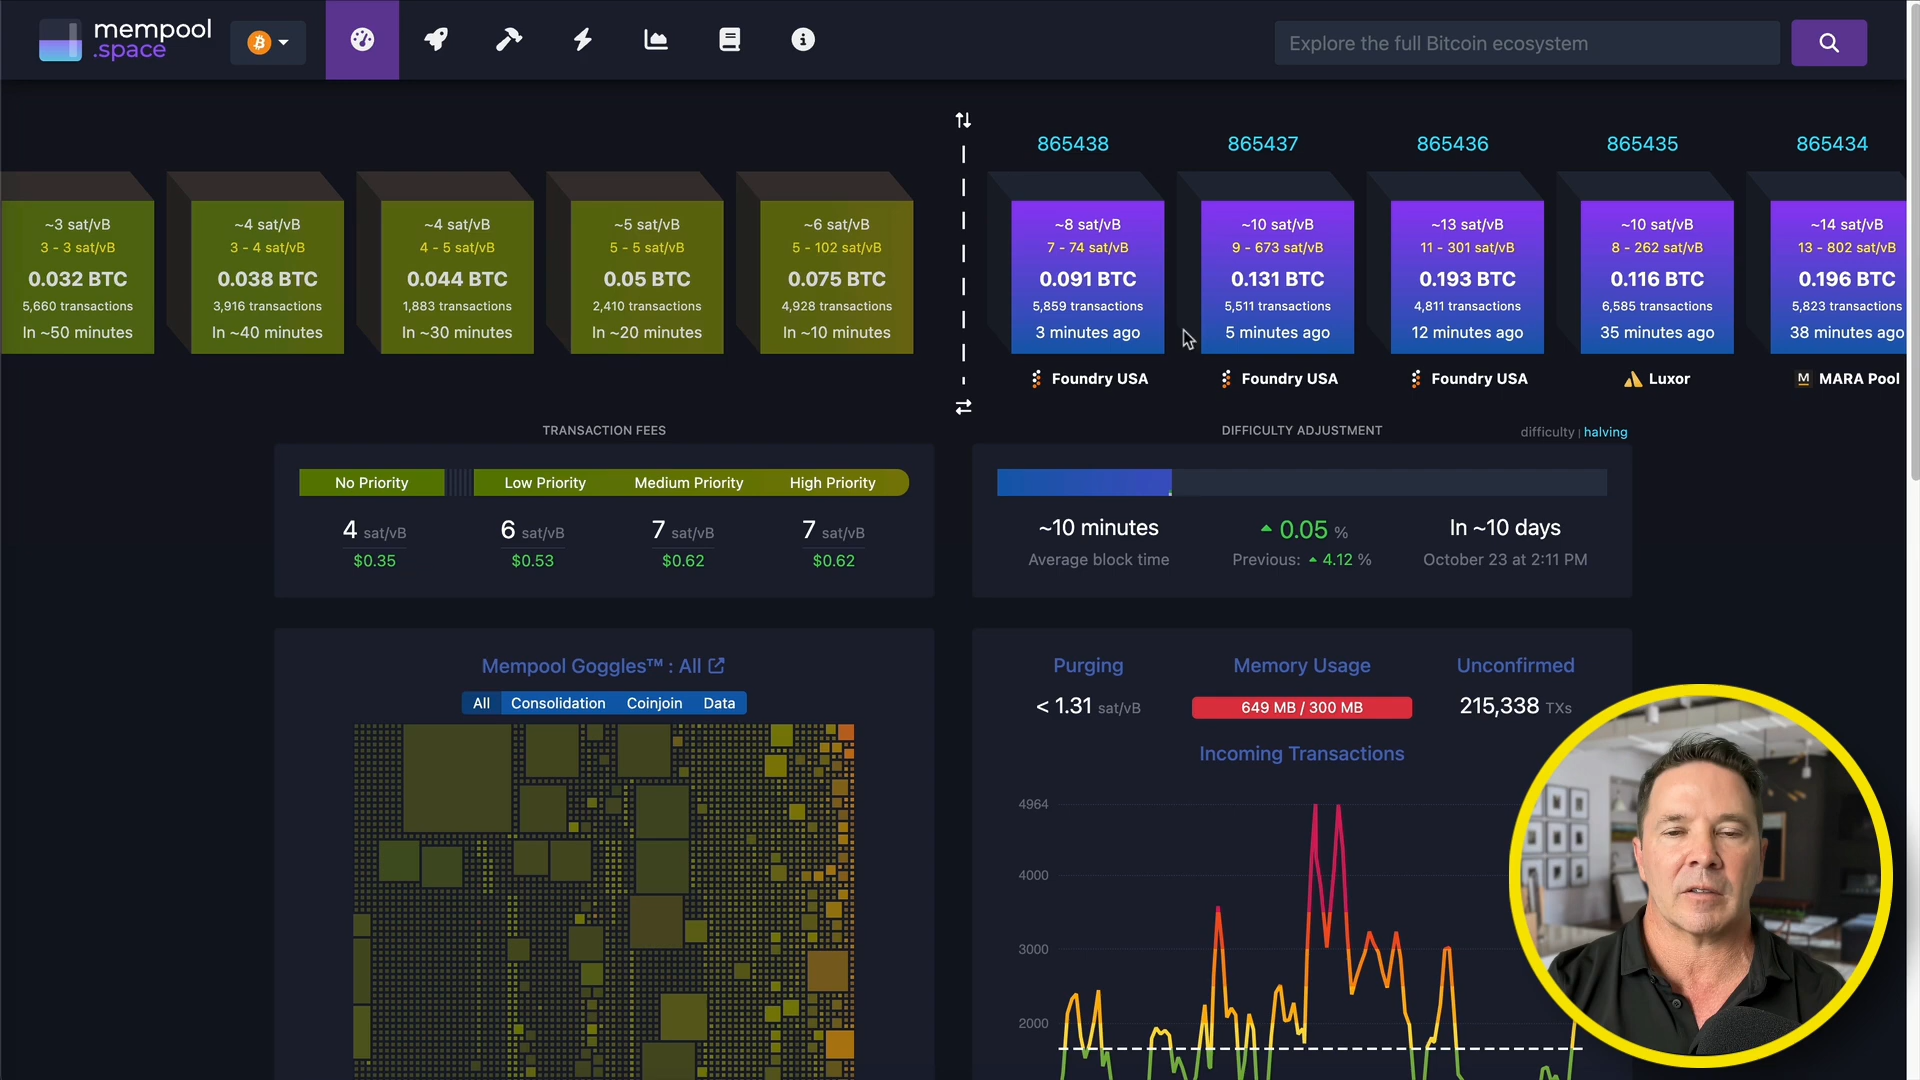 mempool
.space
Explore the full Bitcoin ecosystem
865438
865437
865436
865435
865434
~3 sat/vB
3 - 3 sat/vB
0.032 BTC
5,660 transactions
In ~50 minutes
~4 sat/vB
3 - 4 sat/vB
0.038 BTC
3,916 transactions
In ~40 minutes
~4 sat/vB
4 - 5 sat/vB
0.044 BTC
1,883 transactions
In ~30 minutes
~5 sat/vB
5 - 5 sat/vB
0.05 BTC
2,410 transactions
In ~20 minutes
~6 sat/vB
5 - 102 sat/vB
0.075 BTC
4,928 transactions
In ~10 minutes
~8 sat/vB
7 - 74 sat/vB
0.091 BTC
5,859 transactions
3 minutes ago
Foundry USA
~10 sat/vB
9 - 673 sat/vB
0.131 BTC
5,511 transactions
5 minutes ago
Foundry USA
~13 sat/vB
11 - 301 sat/vB
0.193 BTC
4,811 transactions
12 minutes ago
Foundry USA
~10 sat/vB
8 - 262 sat/vB
0.116 BTC
6,585 transactions
35 minutes ago
Luxor
~14 sat/vB
13 - 802 sat/vB
0.196 BTC
5,823 transactions
38 minutes ago
M MARA Pool
TRANSACTION FEES
No Priority Low Priority Medium Priority High Priority
4 sat/vB 6 sat/vB 7 sat/vB 7 sat/vB
$0.35 $0.53 $0.62 $0.62
DIFFICULTY ADJUSTMENT
difficulty | halving
~10 minutes 0.05 % In ~10 days
Average block time Previous: 4.12 % October 23 at 2:11 PM
Mempool Goggles™ : All
All Consolidation Coinjoin Data
Purging Memory Usage Unconfirmed
< 1.31 sat/vB 649 MB / 300 MB 215,338 TXs
Incoming Transactions
4964
4000
3000
2000